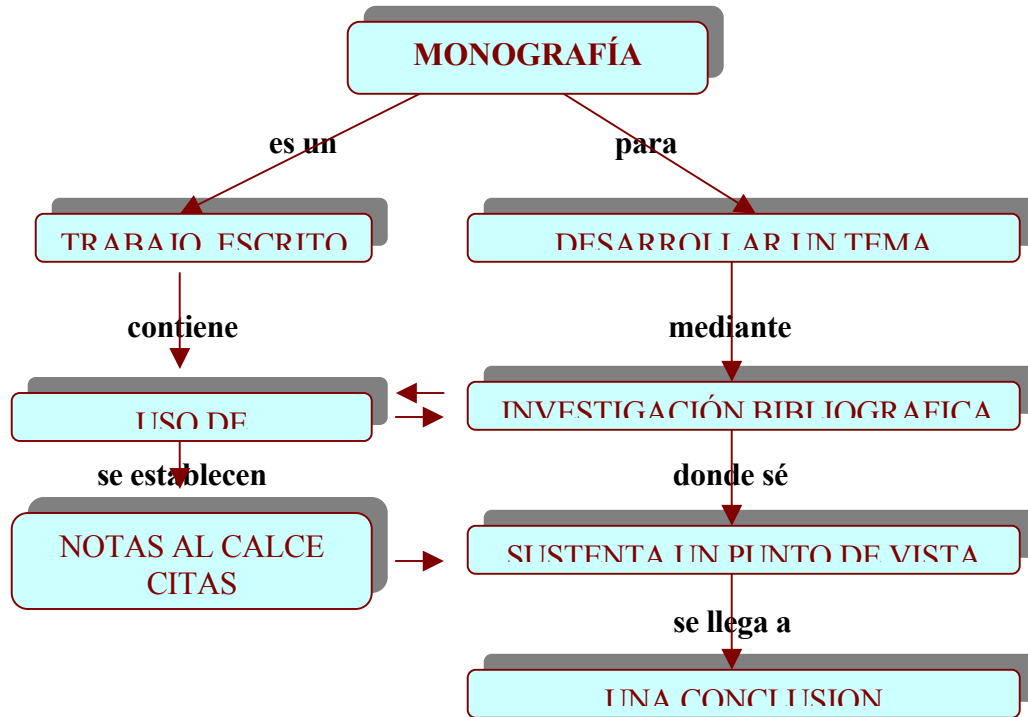 MONOGRAFÍA
es un
para
TRABAJO ESCRITO
DESARROLLAR UN TEMA
contiene
mediante
USO DE
INVESTIGACIÓN BIBLIOGRAFICA
se establecen
donde sé
NOTAS AL CALCE
CITAS
SUSTENTA UN PUNTO DE VISTA
se llega a
UNA CONCLUSION